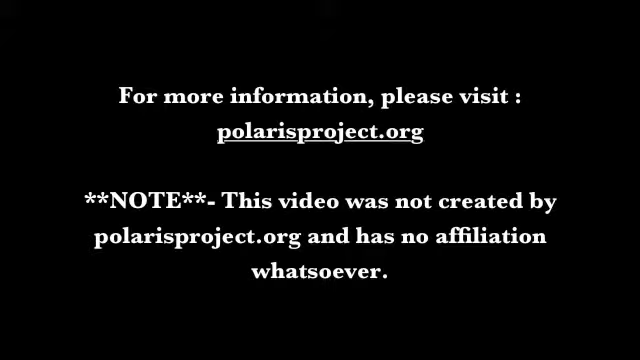 For more information, please visit :
polarisproject.org
**NOTE**- This video was not created by
polarisproject.org and has no affiliation
whatsoever.